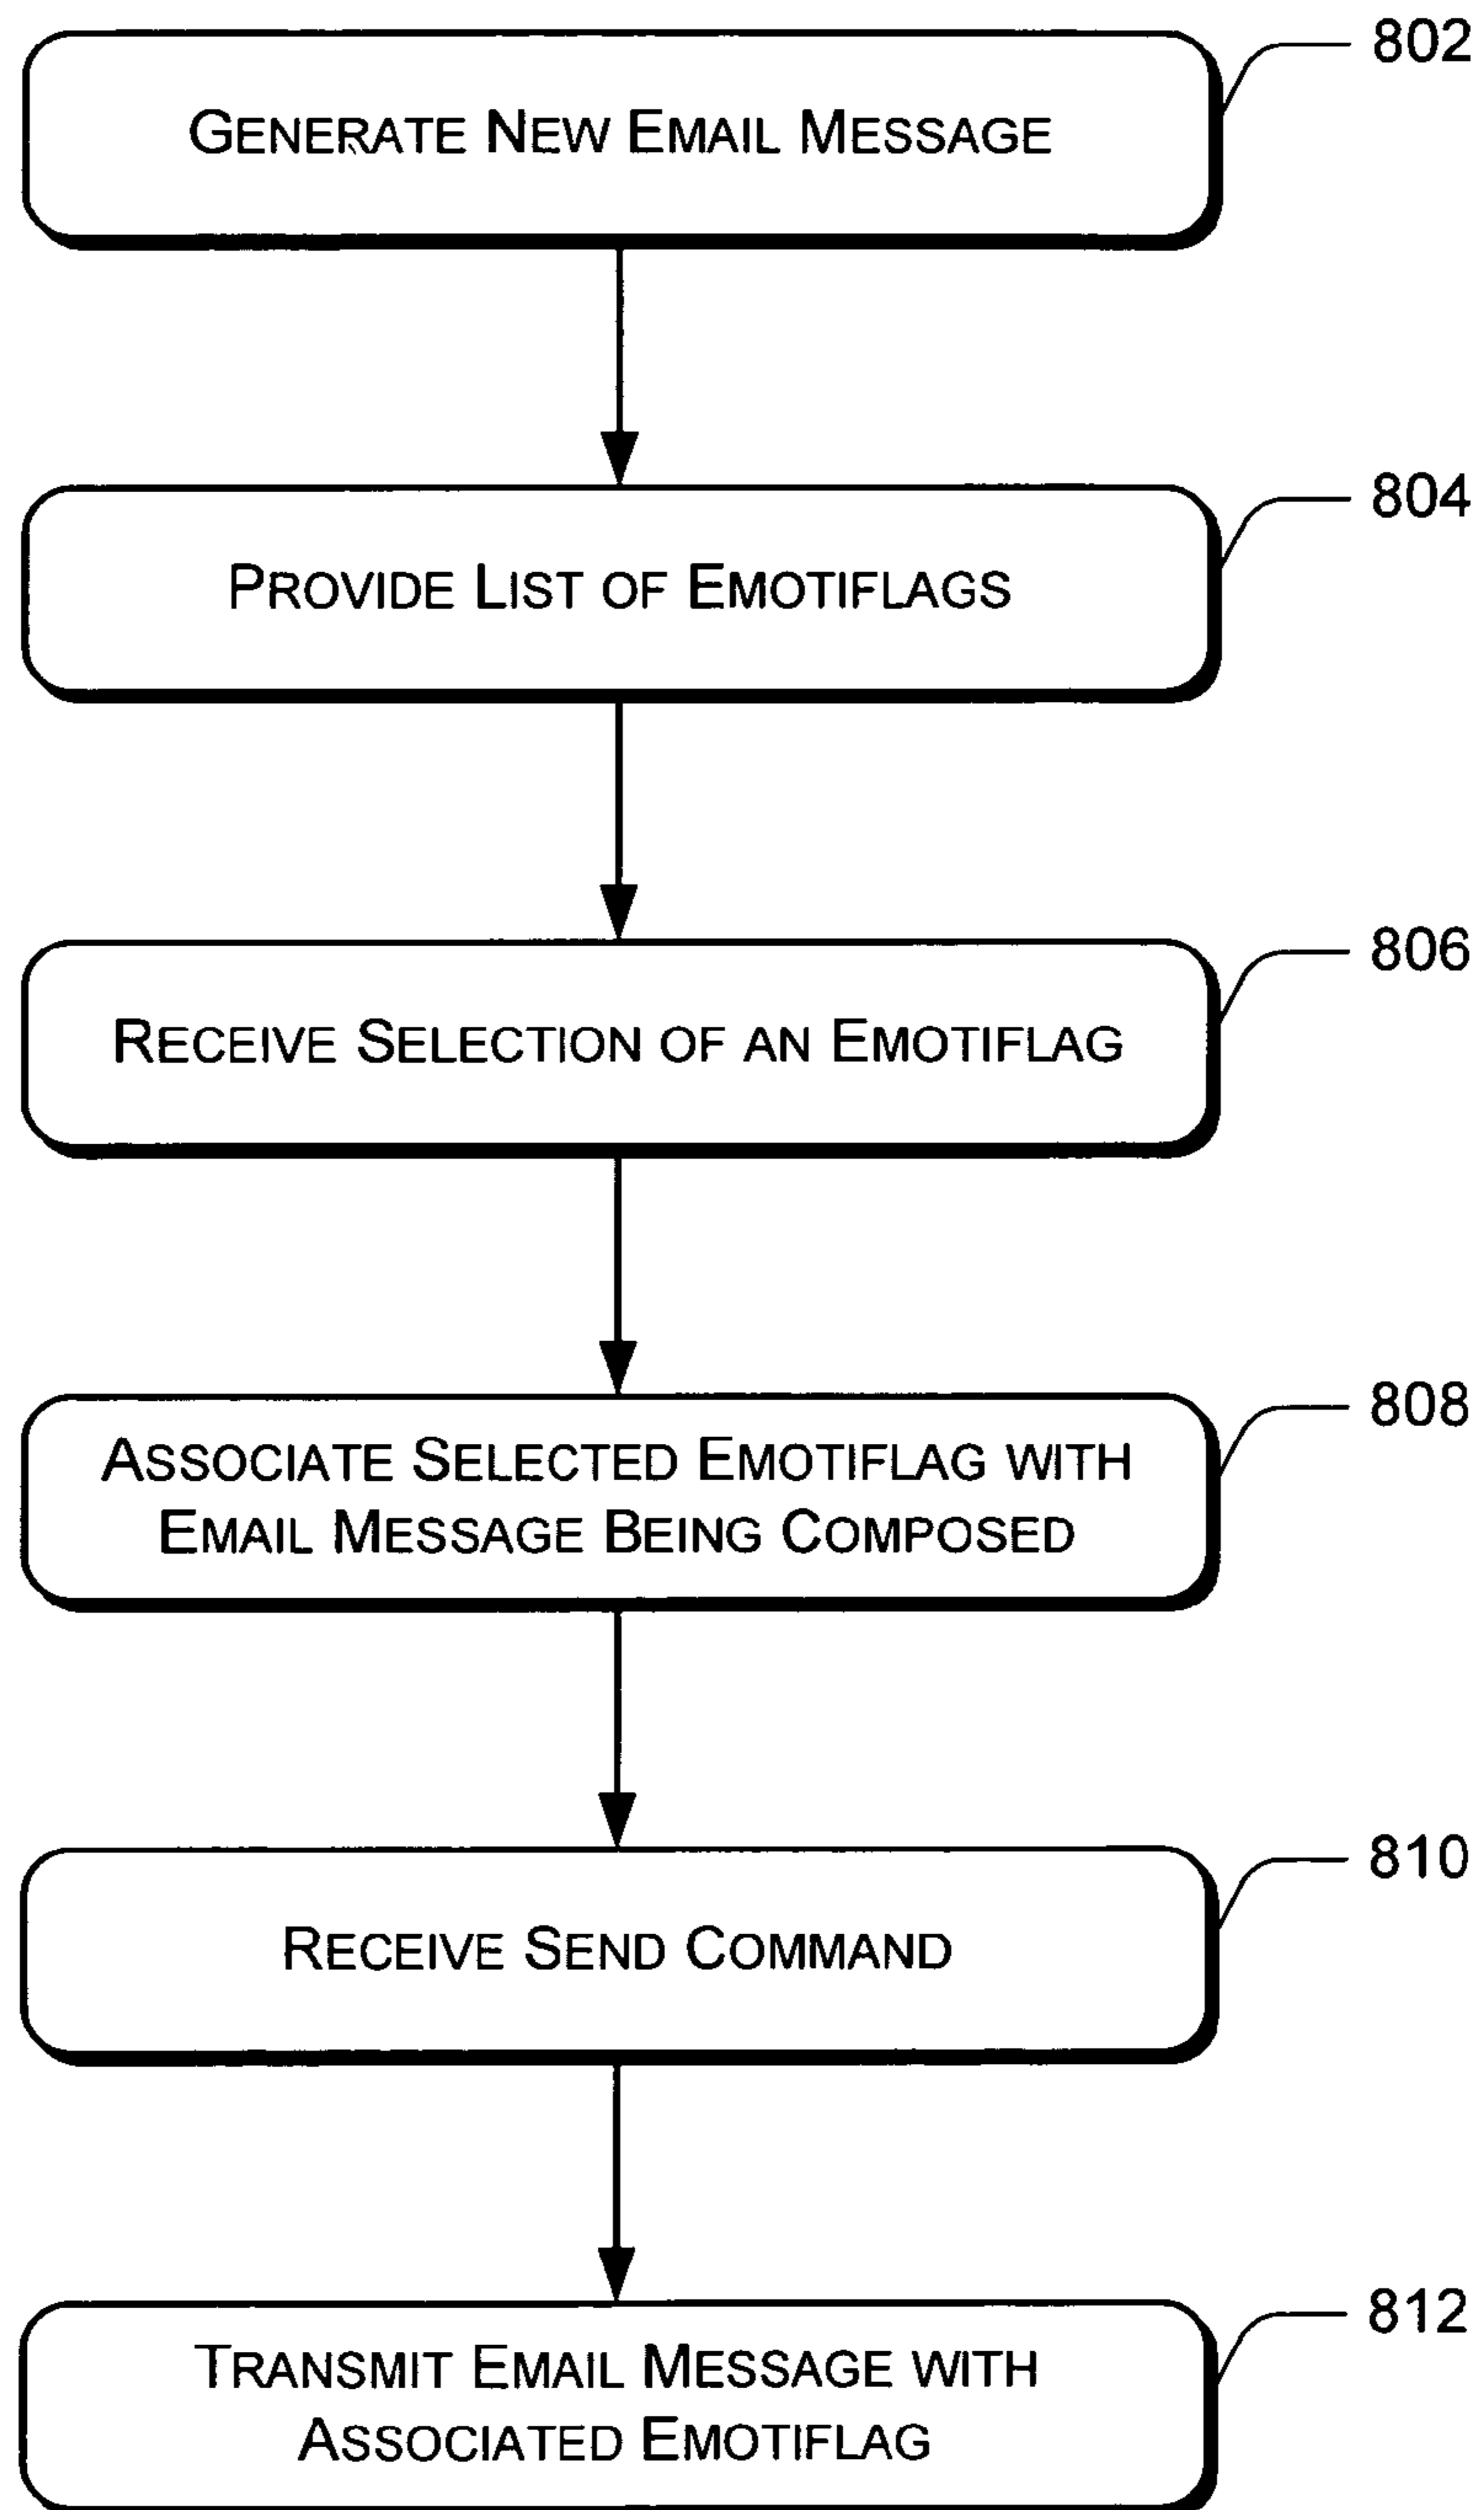 802
GENERATE NEW EMAIL MESSAGE
804
PROVIDE LIST OF EMOTIFLAGS
806
RECEIVE SELECTION OF AN EMOTIFLAG
808
ASSOCIATE SELECTED EMOTIFLAG WITH
EMAIL MESSAGE BEING COMPOSED
810
RECEIVE SEND COMMAND
812
TRANSMIT EMAIL MESSAGE WITH
ASSOCIATED EMOTIFLAG